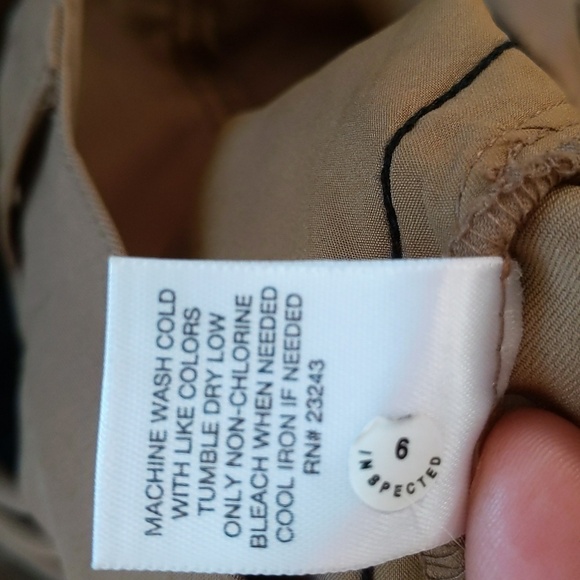 MACHINE WASH COLD
WITH LIKE COLORS
TUMBLE DRY LOW
ONLY NON-CHLORINE
BLEACH WHEN NEEDED
COOL IRON IF NEEDED
RN# 23243
6
INSPECTED